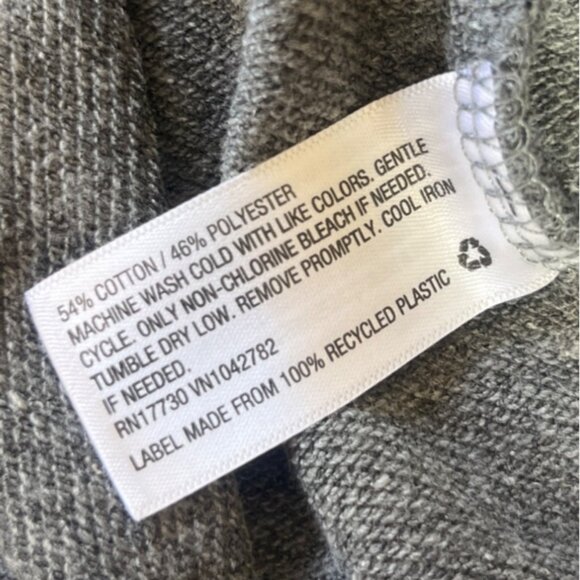 54% COTTON / 46% POLYESTER
MACHINE WASH COLD WITH LIKE COLORS. GENTLE
CYCLE. ONLY NON-CHLORINE BLEACH IF NEEDED.
TUMBLE DRY LOW. REMOVE PROMPTLY. COOL IRON
IF NEEDED.
RN17730 VN1042782
LABEL MADE FROM 100% RECYCLED PLASTIC